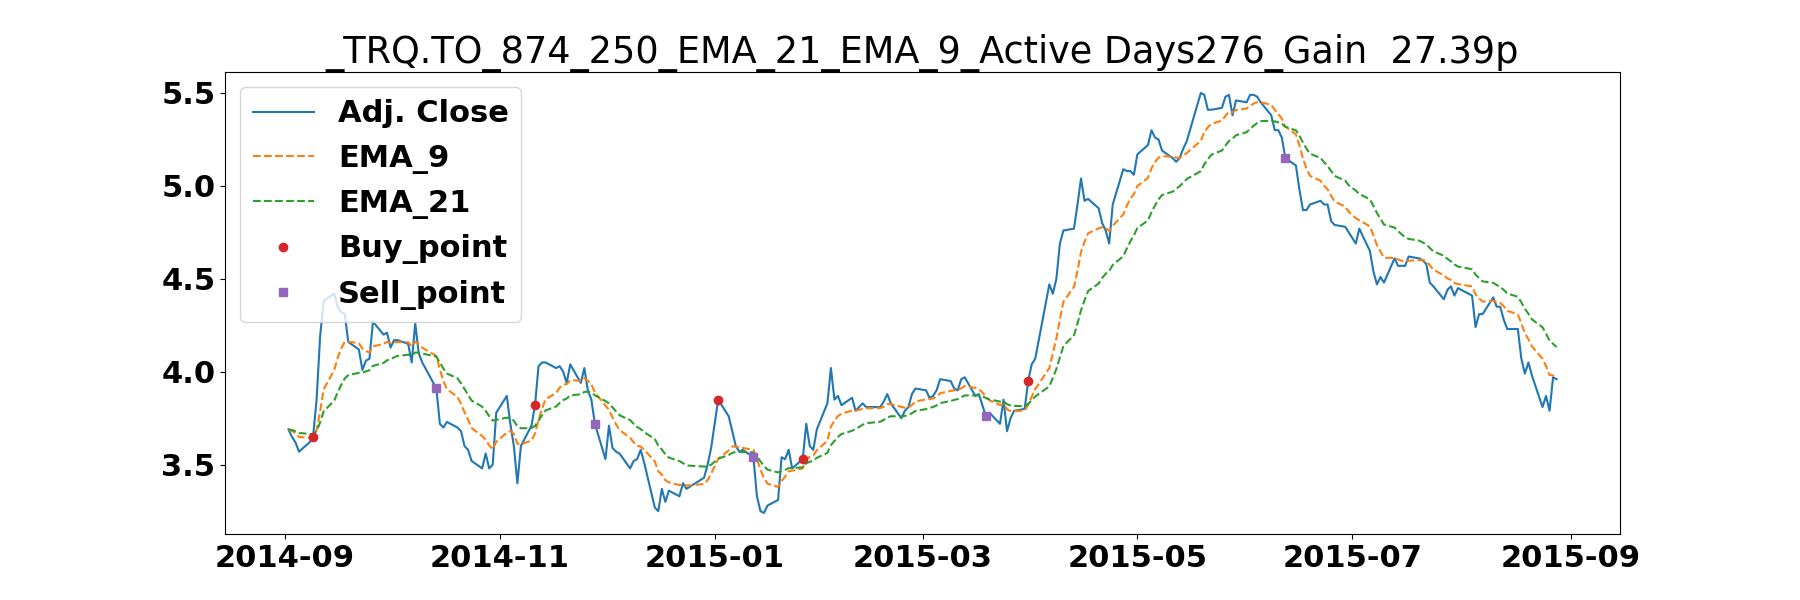 _TRQ.TO_874_250_EMA_21_EMA_9_Active Days276_Gain  27.39p
5.5
5.0
4.5
4.0
3.5
Adj. Close
EMA_9
EMA_21
Buy_point
Sell_point
2014-09 2014-11 2015-01 2015-03 2015-05 2015-07 2015-09